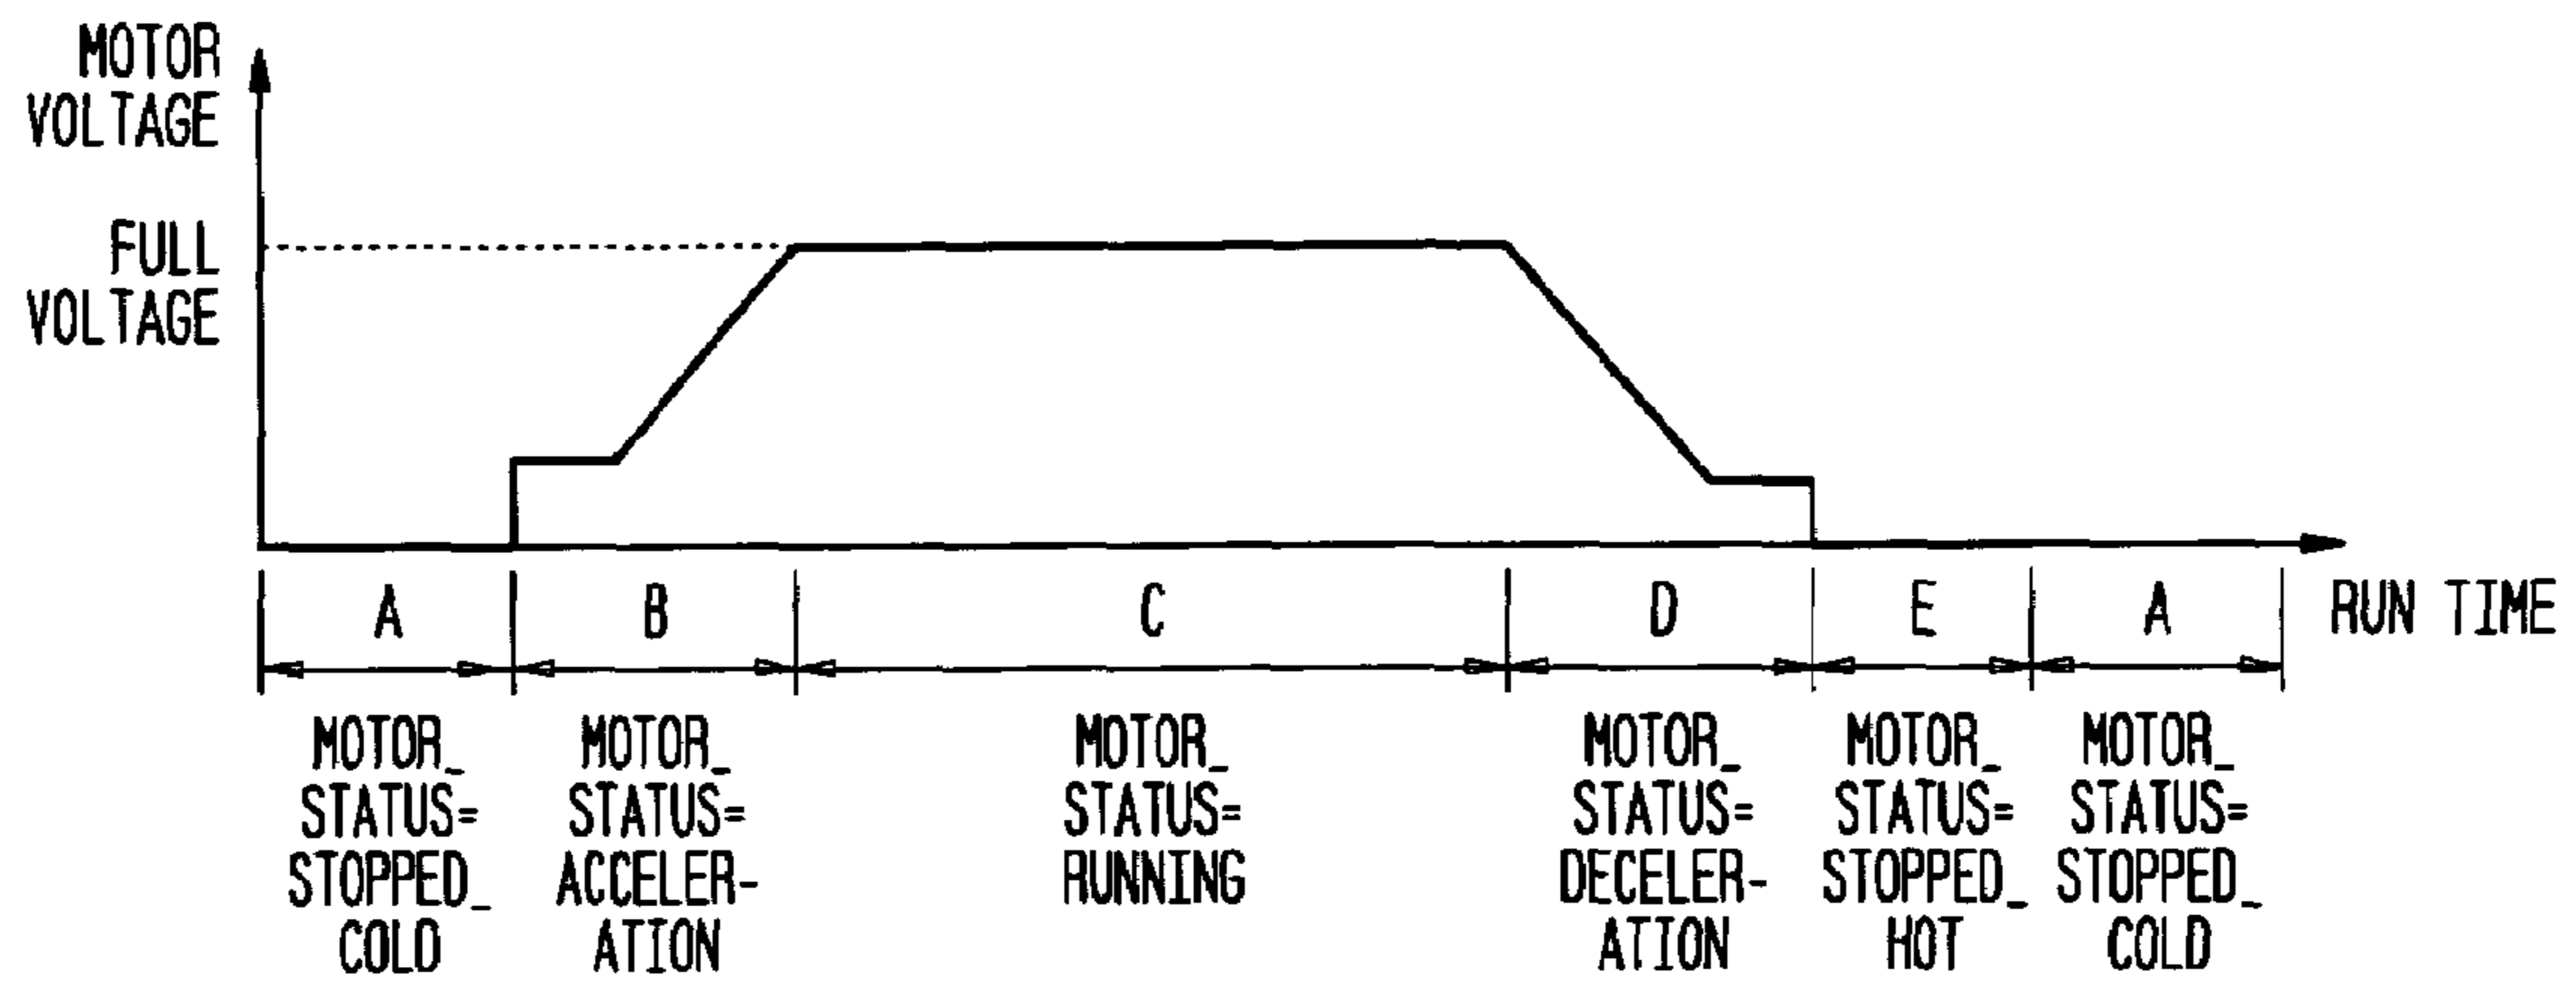 MOTOR
VOLTAGE
FULL
VOLTAGE
A
B
C
D
E
A
RUN TIME
MOTOR_
STATUS=
STOPPED_
COLD
MOTOR_
STATUS=
ACCELER-
ATION
MOTOR_
STATUS=
RUNNING
MOTOR_
STATUS=
DECELER-
ATION
MOTOR_
STATUS=
STOPPED_
HOT
MOTOR_
STATUS=
STOPPED_
COLD